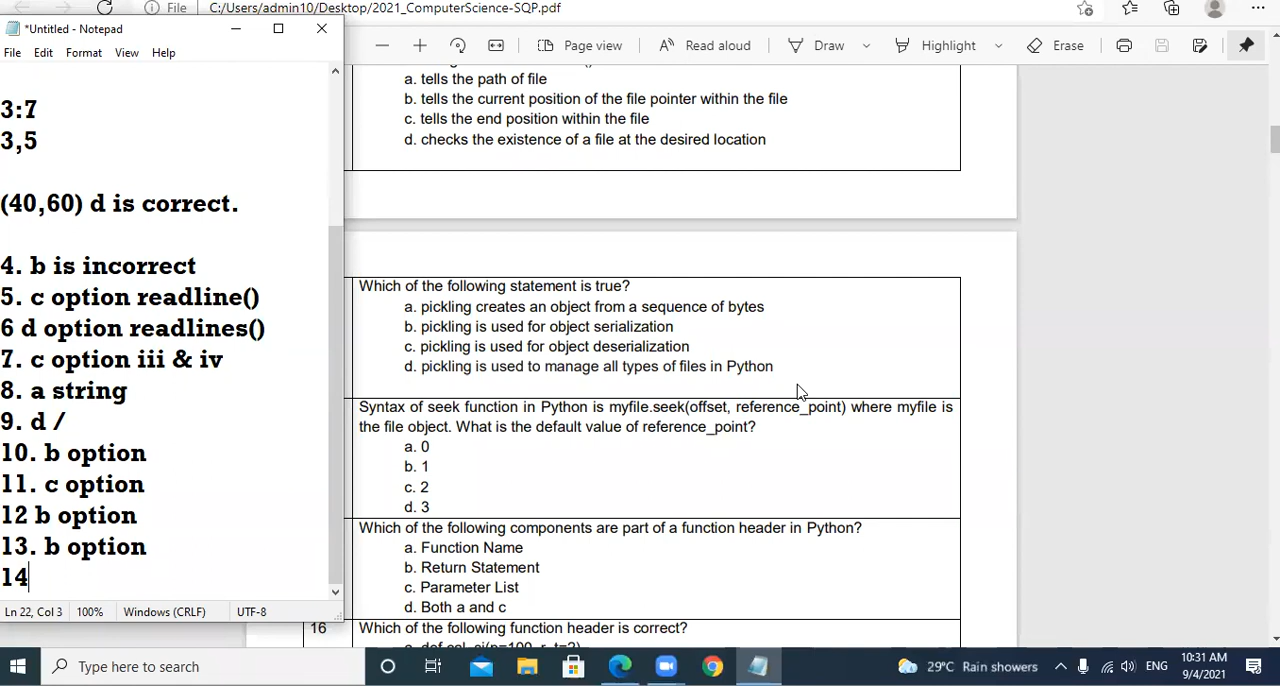 File
C:/Users/admin10/Desktop/2021_ComputerScience-SQP.pdf
*Untitled - Notepad
File Edit Format View Help
Page view
Read aloud
Draw
Highlight
Erase
3:7
3,5
(40,60) d is correct.
4. b is incorrect
5. c option readline()
6 d option readlines()
7. c option iii & iv
8. a string
9. d /
10. b option
11. c option
12 b option
13. b option
14
Ln 22, Col 3 100% Windows (CRLF) UTF-8
a. tells the path of file
b. tells the current position of the file pointer within the file
c. tells the end position within the file
d. checks the existence of a file at the desired location
Which of the following statement is true?
a. pickling creates an object from a sequence of bytes
b. pickling is used for object serialization
c. pickling is used for object deserialization
d. pickling is used to manage all types of files in Python
Syntax of seek function in Python is myfile.seek(offset, reference_point) where myfile is
the file object. What is the default value of reference_point?
a. 0
b. 1
c. 2
d. 3
Which of the following components are part of a function header in Python?
a. Function Name
b. Return Statement
c. Parameter List
d. Both a and c
16 Which of the following function header is correct?
Type here to search
29°C Rain showers
ENG
10:31 AM
9/4/2021